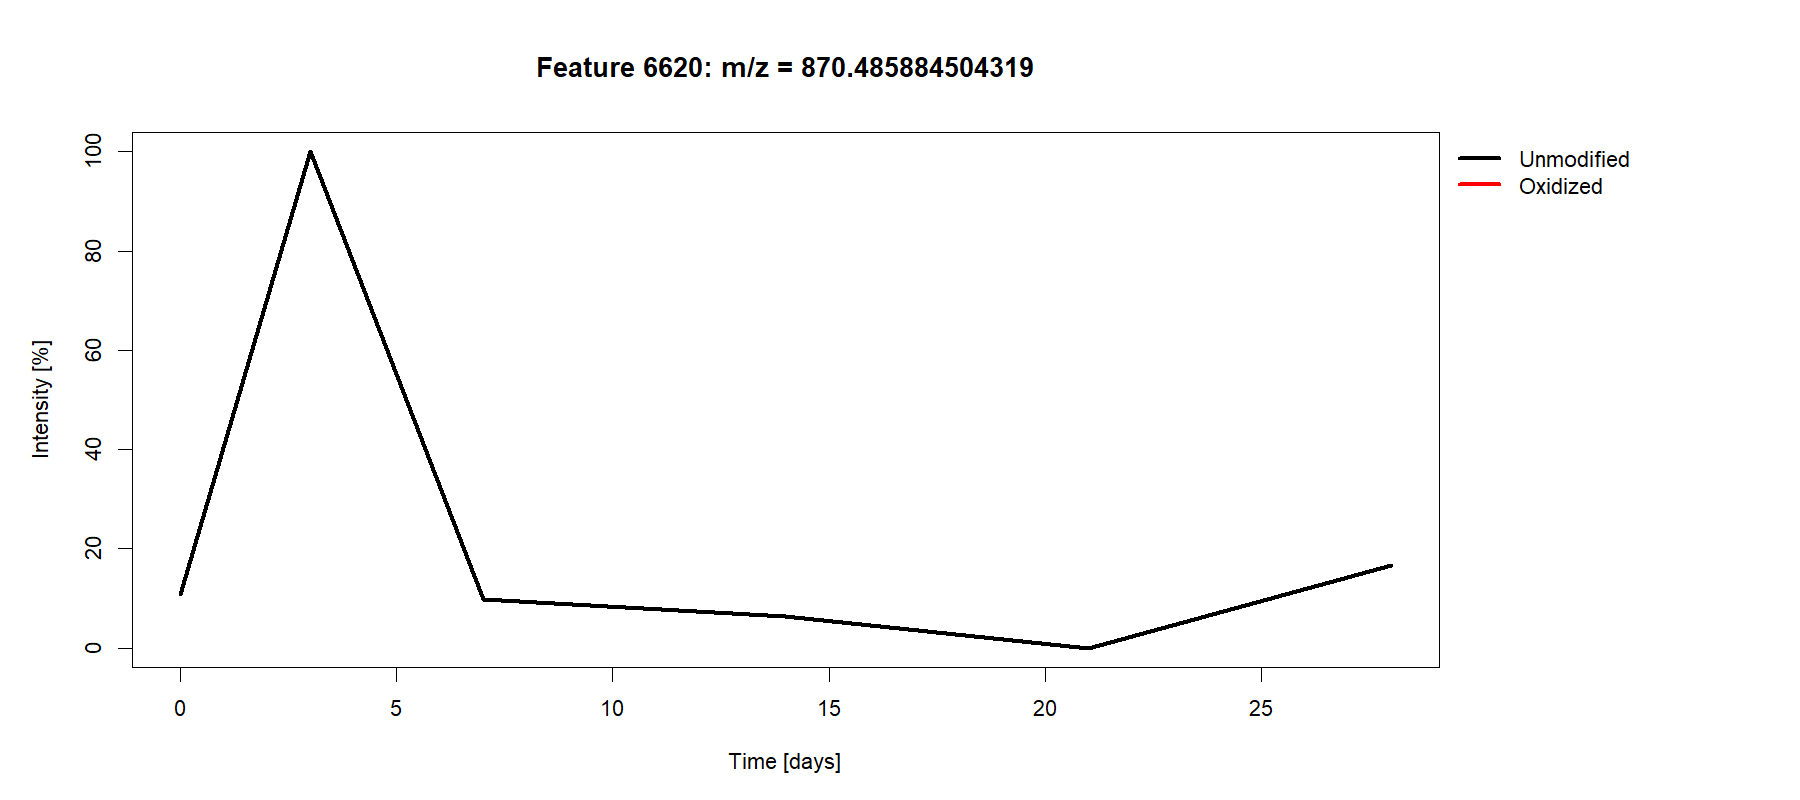 Feature 6620: m/z = 870.485884504319
Unmodified
Oxidized
Intensity [%]
100
80
60
40
20
0
0 5 10 15 20 25
Time [days]